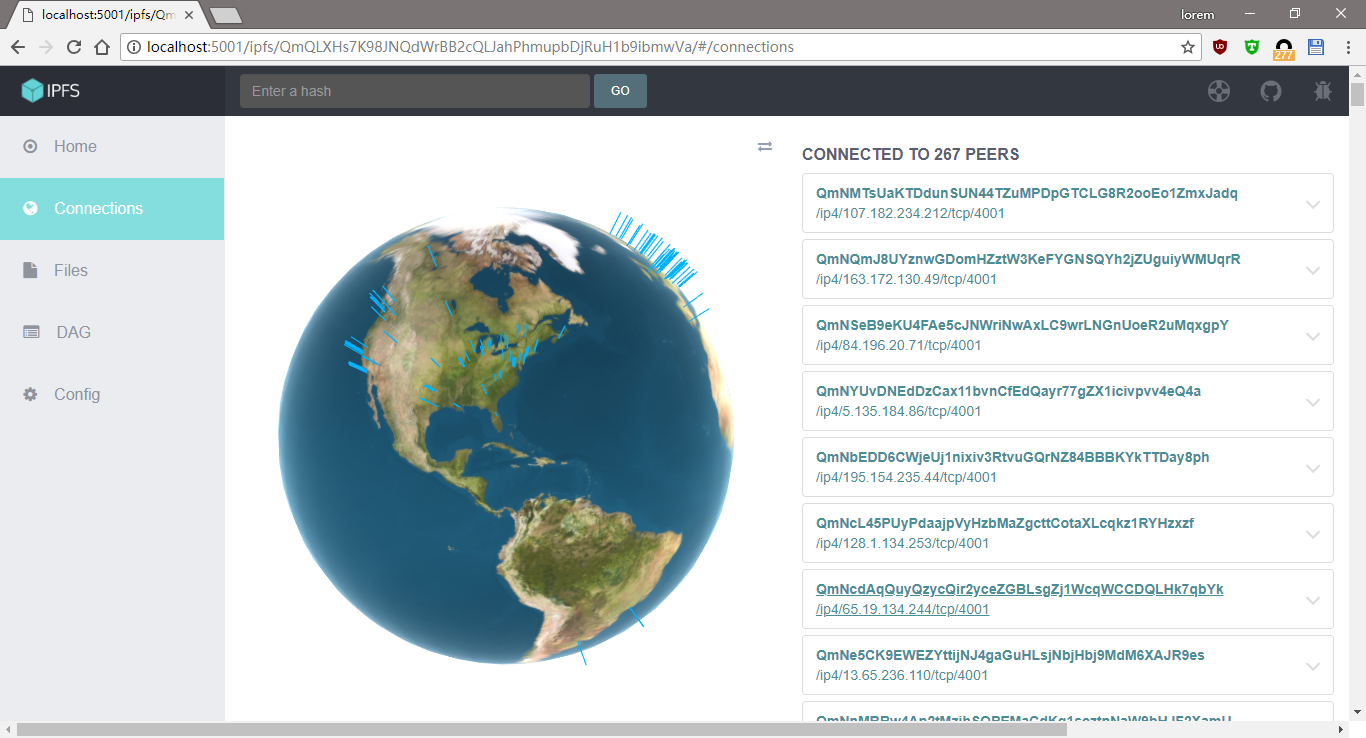 localhost:5001/ipfs/Qm
lorem
localhost:5001/ipfs/QmQLXHs7K98JNQdWrBB2cQLJahPhmupbDjRuH1b9ibmwVa/#/connections
277
IPFS
Enter a hash
GO
Home
Connections
Files
DAG
Config
CONNECTED TO 267 PEERS
QmNMTsUaKTDdunSUN44TZuMPDpGTCLG8R2ooEo1ZmxJadq
/ip4/107.182.234.212/tcp/4001
QmNQmJ8UYznwGDomHZztW3KeFYGNSQYh2jZUguiyWMUqrR
/ip4/163.172.130.49/tcp/4001
QmNSeB9eKU4FAe5cJNWriNwAxLC9wrLNGnUoeR2uMqxgpY
/ip4/84.196.20.71/tcp/4001
QmNYUvDNEdDzCax11bvnCfEdQayr77gZX1icivpvv4eQ4a
/ip4/5.135.184.86/tcp/4001
QmNbEDD6CWjeUj1nixiv3RtvuGQrNZ84BBBKYkTTDay8ph
/ip4/195.154.235.44/tcp/4001
QmNcL45PUyPdaajpVyHzbMaZgcttCotaXLcqkz1RYHzxzf
/ip4/128.1.134.253/tcp/4001
QmNcdAqQuyQzycQir2yceZGBLsgZj1WcqWCCDQLHk7qbYk
/ip4/65.19.134.244/tcp/4001
QmNe5CK9EWEZYttijNJ4gaGuHLsjNbjHbj9MdM6XAJR9es
/ip4/13.65.236.110/tcp/4001